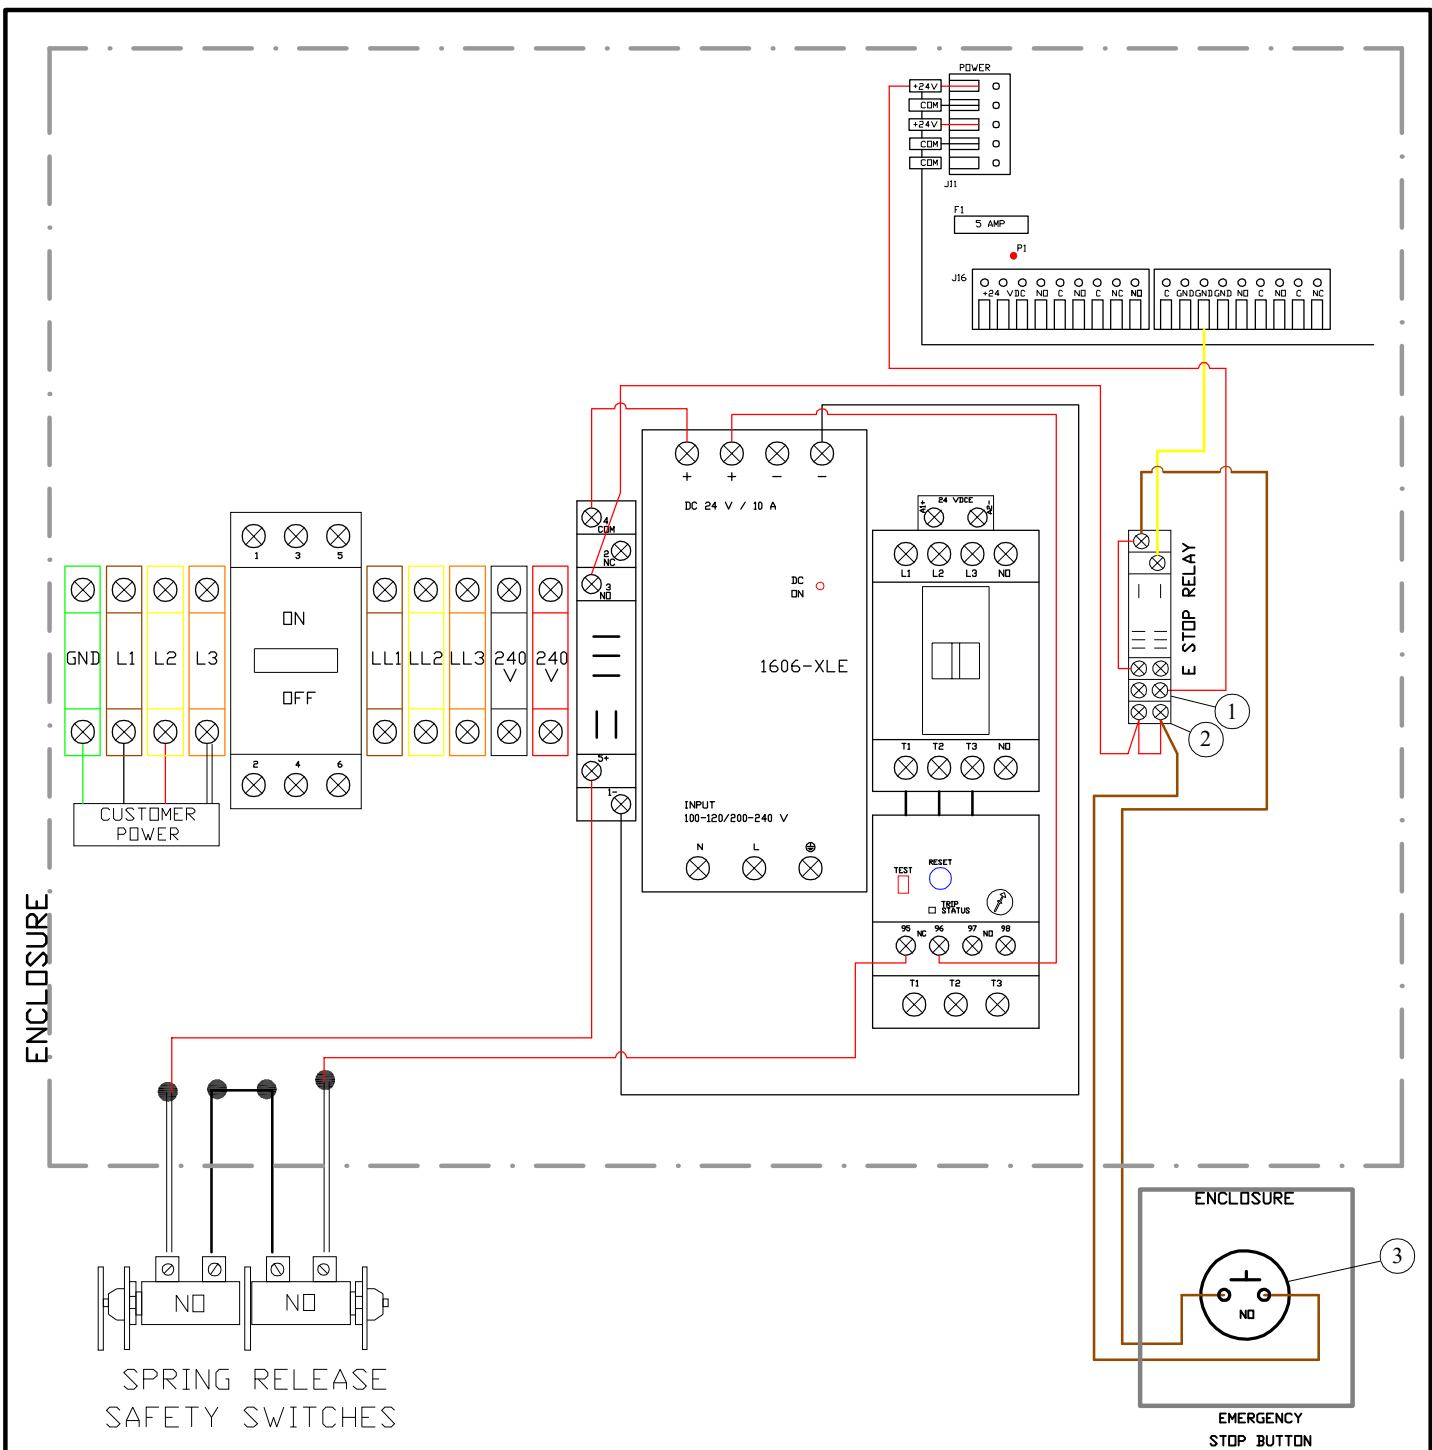 POWER
+24V
COM
+24V
COM
COM
J11
F1
5 AMP
P1
J16
+24 VDC NO C NO C NC NO
C GND GND GND NO C NO C NC
+ + - -
DC 24 V / 10 A
DC
ON
1606-XLE
INPUT
100-120/200-240 V
N L
4
COM
2
NC
3
NO
5+
1-
24 VDCE
A1+
A2-
L1 L2 L3 NO
T1 T2 T3 NO
TEST
RESET
TRIP
STATUS
95 NC 96 97 NO 98
T1 T2 T3
1 3 5
ON
OFF
2 4 6
GND
L1
L2
L3
LL1
LL2
LL3
240
V
240
V
CUSTOMER
POWER
E STOP RELAY
1
2
ENCLOSURE
NO
NO
SPRING RELEASE
SAFETY SWITCHES
ENCLOSURE
3
NO
EMERGENCY
STOP BUTTON